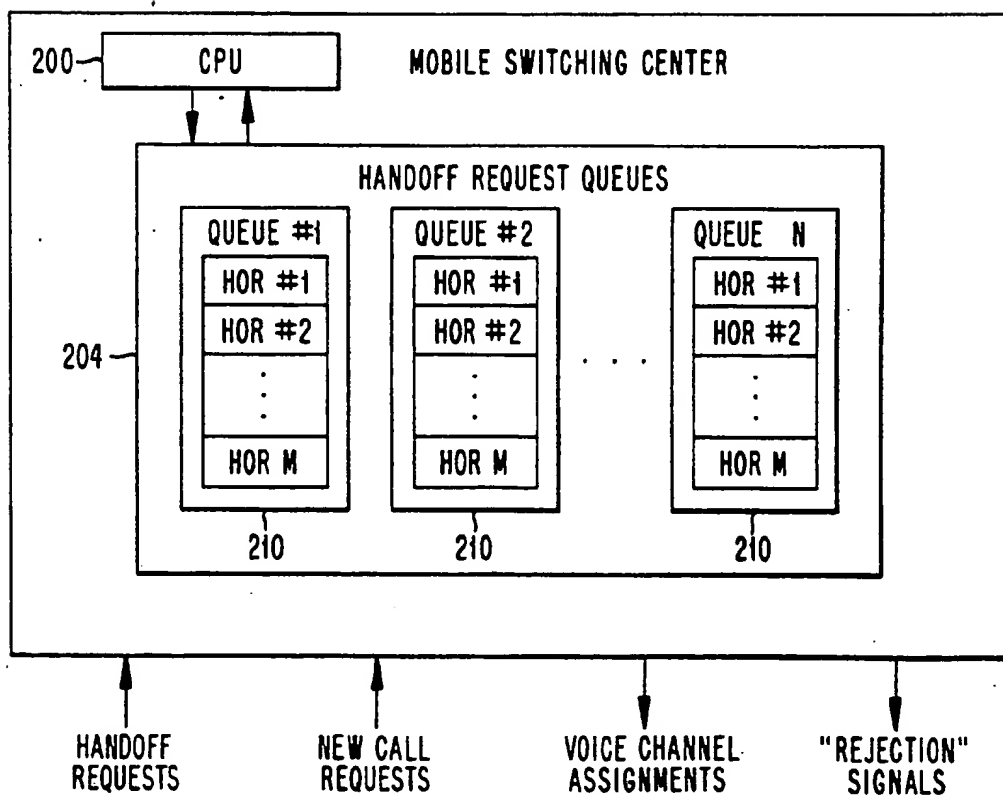 200
CPU
MOBILE SWITCHING CENTER
HANDOFF REQUEST QUEUES
QUEUE #1
HOR #1
HOR #2
HOR M
210
QUEUE #2
HOR #1
HOR #2
HOR M
210
. . .
QUEUE N
HOR #1
HOR #2
HOR M
210
204
HANDOFF
REQUESTS
NEW CALL
REQUESTS
VOICE CHANNEL
ASSIGNMENTS
"REJECTION"
SIGNALS